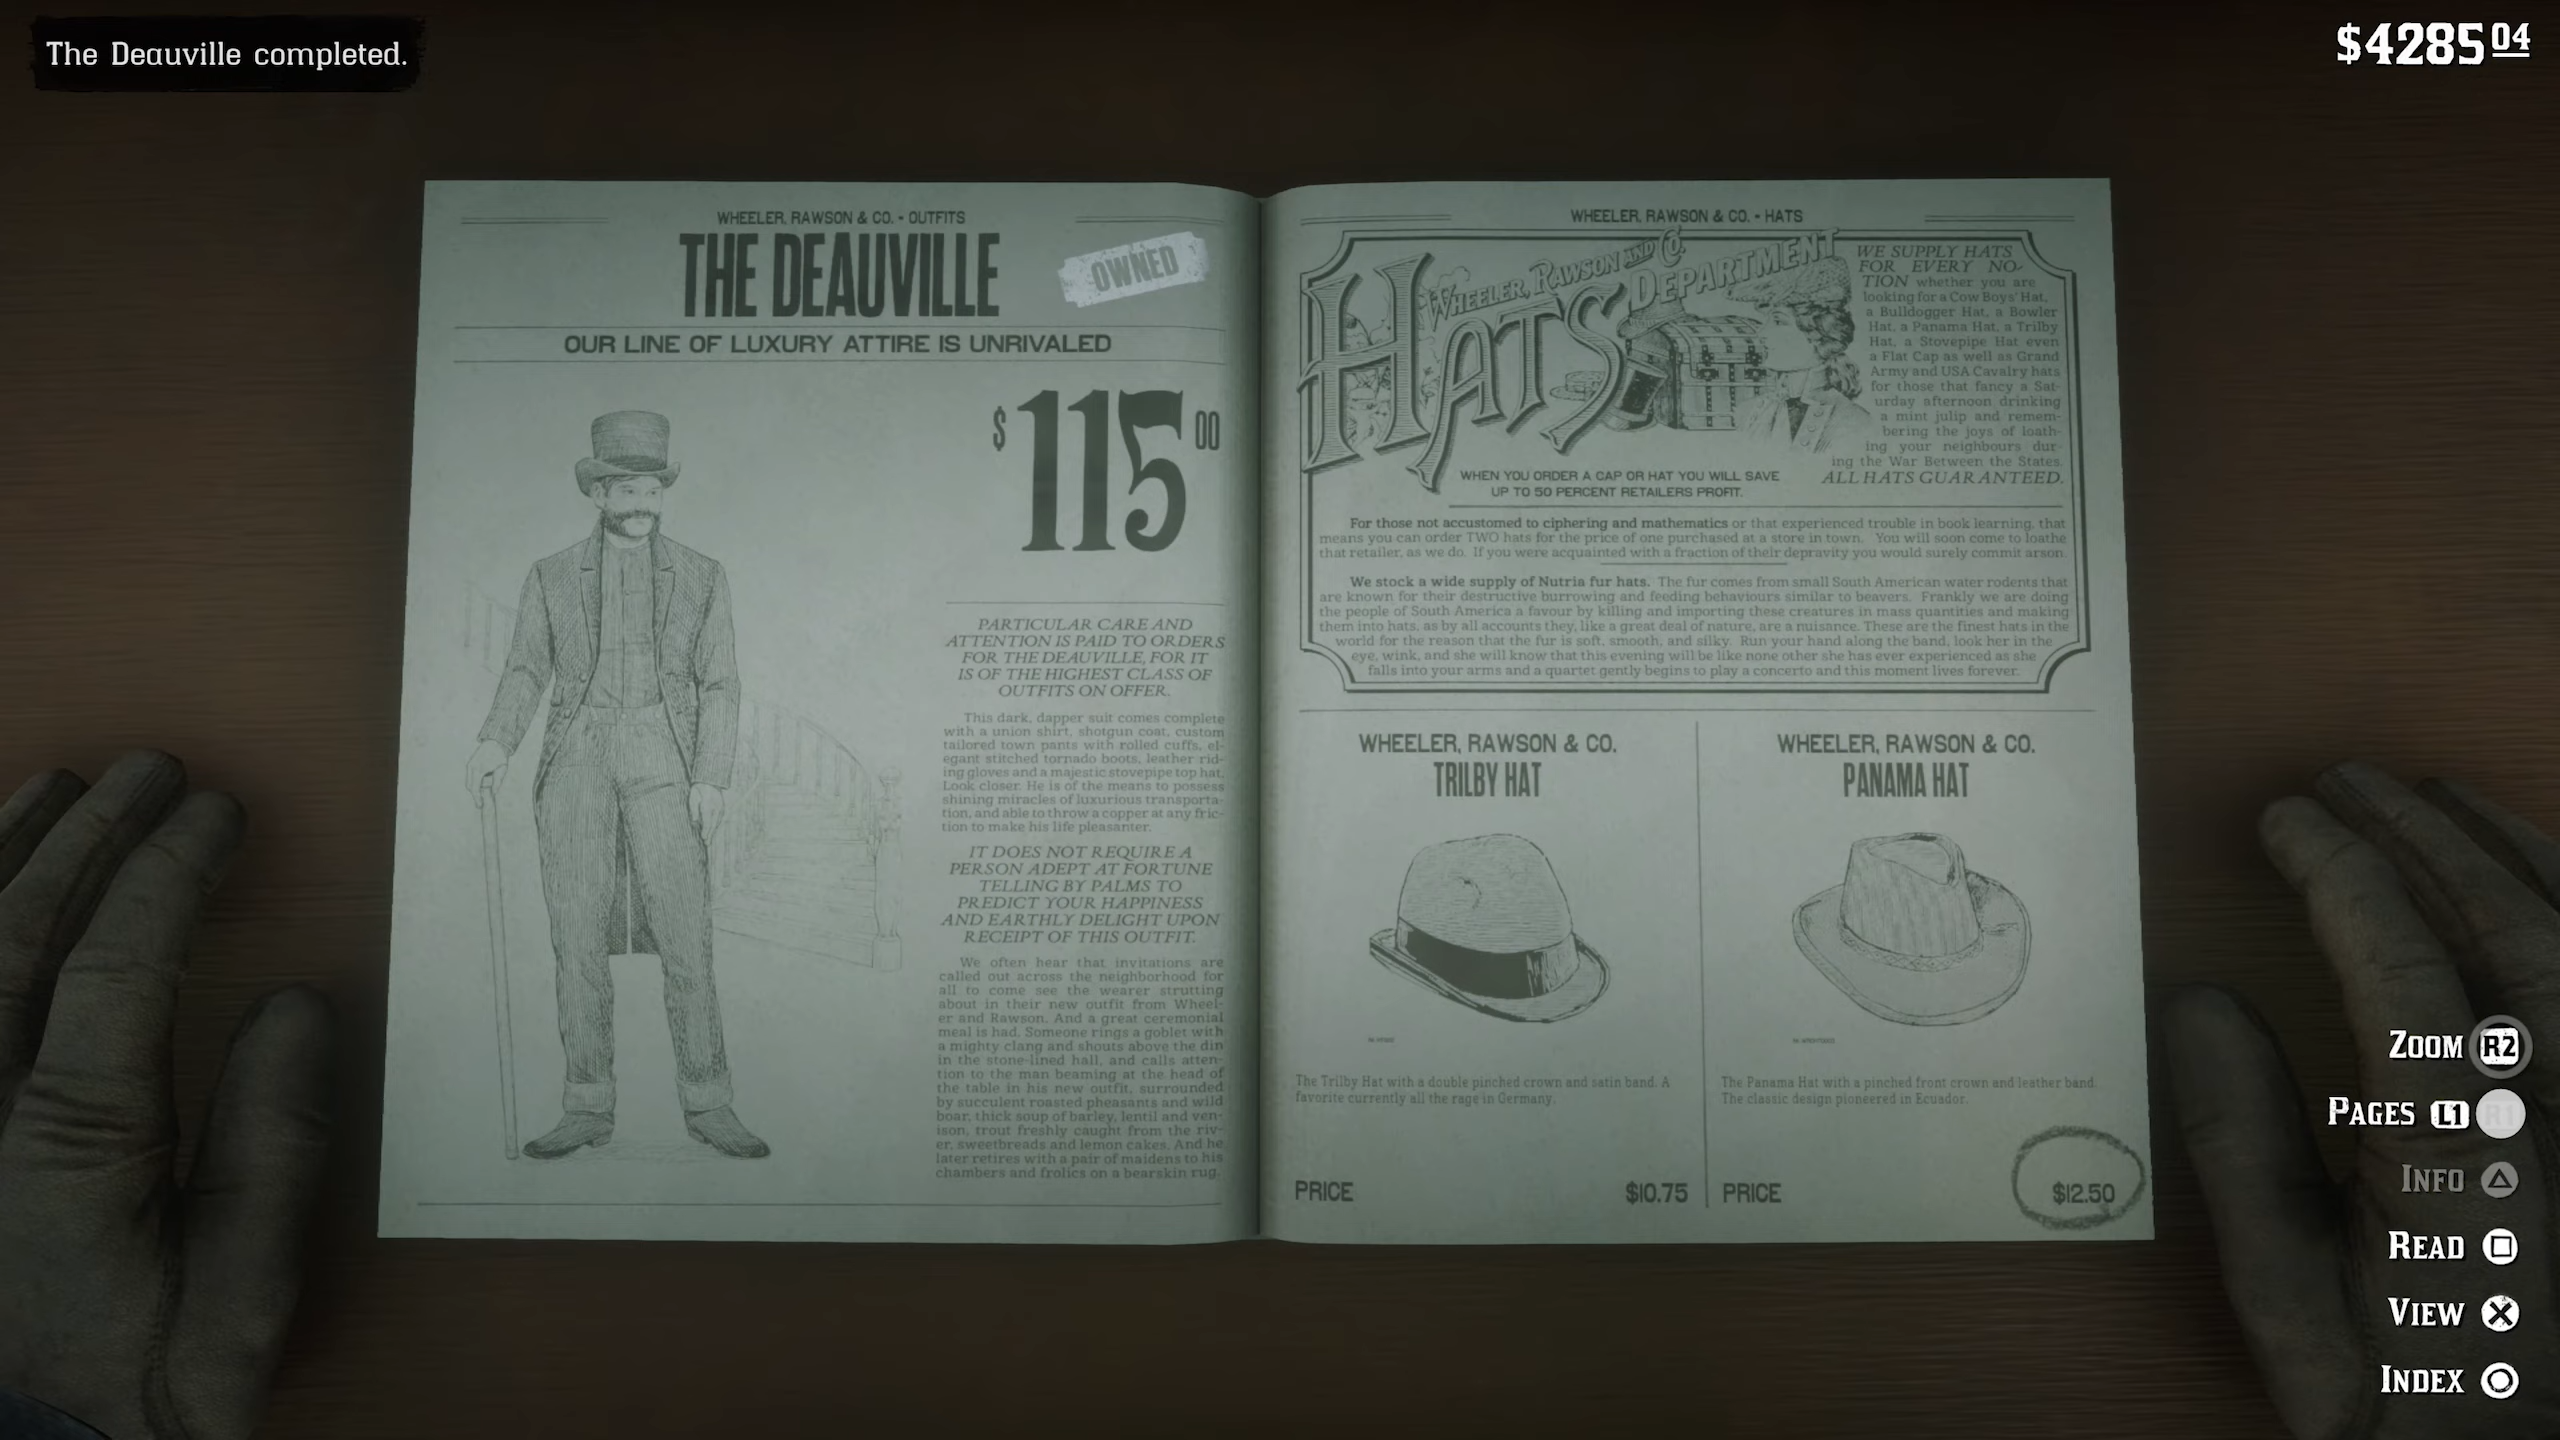 The Deauville completed.
$4285 04
WHEELER, RAWSON & CO. - OUTFITS
THE DEAUVILLE
OWNED
OUR LINE OF LUXURY ATTIRE IS UNRIVALED
$115 00
PARTICULAR CARE AND
ATTENTION IS PAID TO ORDERS
FOR THE DEAUVILLE, FOR IT
IS OF THE HIGHEST CLASS OF
OUTFITS ON OFFER.
This dark, dapper suit comes complete
with a union shirt, shotgun coat, custom
tailored town pants with rolled cuffs, el-
egant stitched tornado boots, leather rid-
ing gloves and a majestic stovepipe top hat.
Look closer. He is of the means to possess
shining miracles of luxurious transporta-
tion, and able to throw a copper at any fric-
tion to make his life pleasanter.
IT DOES NOT REQUIRE A
PERSON ADEPT AT FORTUNE
TELLING BY PALMS TO
PREDICT YOUR HAPPINESS
AND EARTHLY DELIGHT UPON
RECEIPT OF THIS OUTFIT.
We often hear that invitations are
called out across the neighborhood for
all to come see the wearer strutting
about in their new outfit from Wheel-
er and Rawson. And a great ceremonial
meal is had. Someone rings a goblet with
a mighty clang and shouts above the din
in the stone-lined hall, and calls atten-
tion to the man beaming at the head of
the table in his new outfit, surrounded
by succulent roasted pheasants and wild
boar, thick soup of barley, lentil and ven-
ison, trout freshly caught from the riv-
er, sweetbreads and lemon cakes. And he
later retires with a pair of maidens to his
chambers and frolics on a bearskin rug.
WHEELER, RAWSON & CO. - HATS
WHEELER, RAWSON AND CO.
HATS DEPARTMENT
WE SUPPLY HATS
FOR EVERY NO-
TION whether you are
looking for a Cow Boys' Hat,
a Bulldogger Hat, a Bowler
Hat, a Panama Hat, a Trilby
Hat, a Stovepipe Hat even
a Flat Cap as well as Grand
Army and USA Cavalry hats
for those that fancy a Sat-
urday afternoon drinking
a mint julip and remem-
bering the joys of loath-
ing your neighbours dur-
ing the War Between the States.
ALL HATS GUARANTEED.
WHEN YOU ORDER A CAP OR HAT YOU WILL SAVE
UP TO 50 PERCENT RETAILERS PROFIT.
For those not accustomed to ciphering and mathematics or that experienced trouble in book learning, that
means you can order TWO hats for the price of one purchased at a store in town. You will soon come to loathe
that retailer, as we do. If you were acquainted with a fraction of their depravity you would surely commit arson.
We stock a wide supply of Nutria fur hats. The fur comes from small South American water rodents that
are known for their destructive burrowing and feeding behaviours similar to beavers. Frankly we are doing
the people of South America a favour by killing and importing these creatures in mass quantities and making
them into hats, as by all accounts they, like a great deal of nature, are a nuisance. These are the finest hats in the
world for the reason that the fur is soft, smooth, and silky. Run your hand along the band, look her in the
eye, wink, and she will know that this evening will be like none other she has ever experienced as she
falls into your arms and a quartet gently begins to play a concerto and this moment lives forever.
WHEELER, RAWSON & CO.
TRILBY HAT
The Trilby Hat with a double pinched crown and satin band. A
favorite currently all the rage in Germany.
PRICE $10.75
WHEELER, RAWSON & CO.
PANAMA HAT
The Panama Hat with a pinched front crown and leather band.
The classic design pioneered in Ecuador.
PRICE $12.50
ZOOM R2
PAGES L1 R1
INFO
READ
VIEW
INDEX